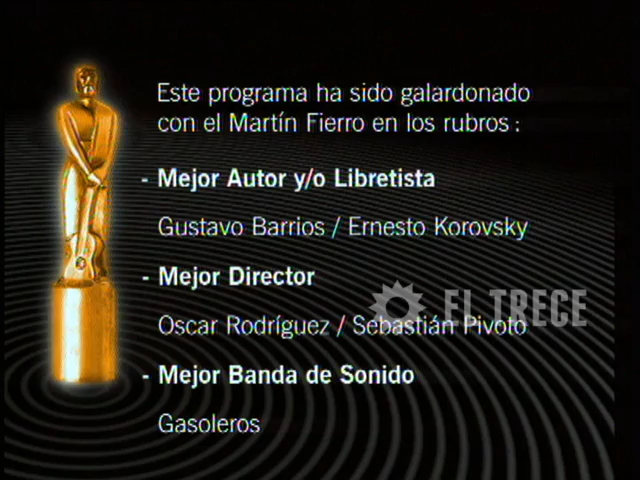 Este programa ha sido galardonado
con el Martín Fierro en los rubros :
- Mejor Autor y/o Libretista
Gustavo Barrios / Ernesto Korovsky
- Mejor Director
EL TRECE
Oscar Rodríguez / Sebastián Pivoto
- Mejor Banda de Sonido
Gasoleros